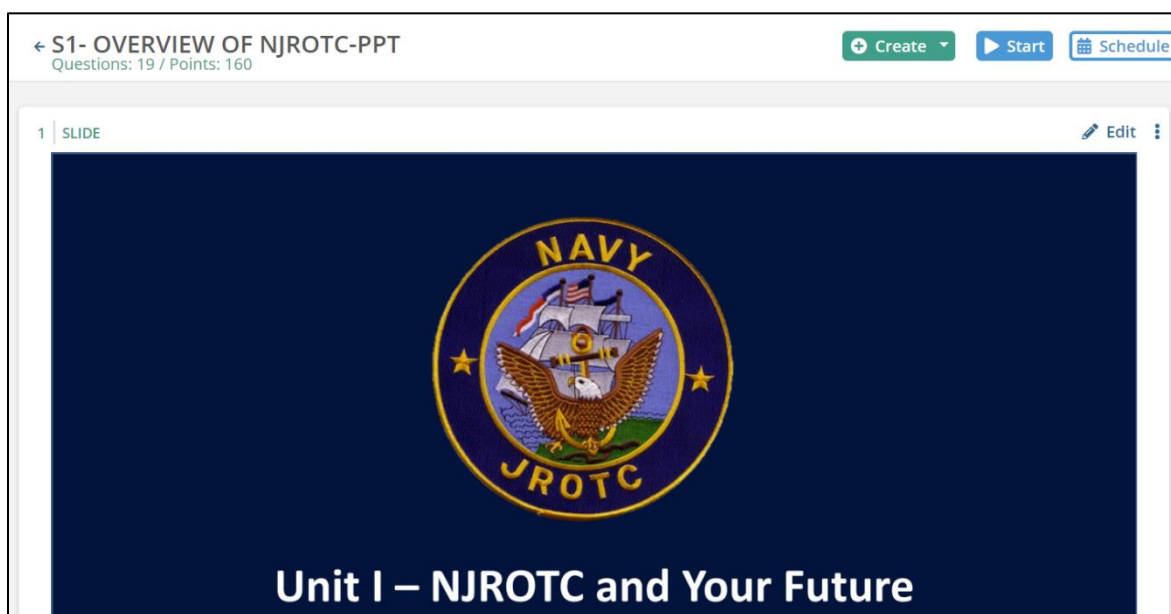 S1- OVERVIEW OF NJROTC-PPT
Questions: 19 / Points: 160
Create
Start
Schedule
1 SLIDE
Edit
NAVY
JROTC
Unit I – NJROTC and Your Future